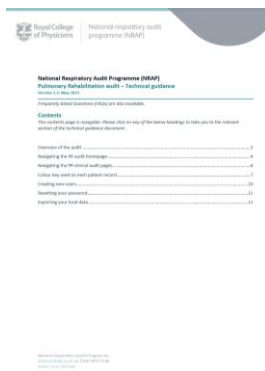 Royal College of Physicians
National respiratory audit programme (NRAP)
National Respiratory Audit Programme (NRAP)
Pulmonary Rehabilitation audit – Technical guidance
Frequently Asked Questions (FAQs) are also available.
Contents
This contents page is navigable. Please click on any of the below headings to take you to the relevant
section of the technical guidance document.
Overview of the audit
Navigating the PR audit homepage
Navigating the PR clinical audit pages
Colour key used on each patient record
Creating new users
Resetting your password
Exporting your local data
National Respiratory Audit Programme